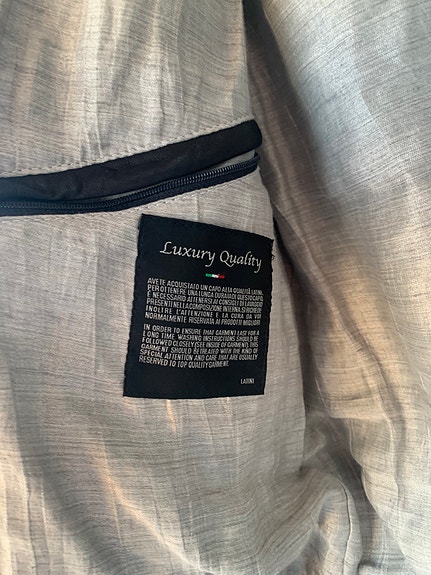 Luxury Quality
AVETE ACQUISTATO UN CAPO ALTA QUALITÀ LATINI.
PER OTTENERE UNA LUNGA DURATA DI QUESTO CAPO,
È NECESSARIO ATTENERSI AI CONSIGLI DI LAVAGGIO
PRESENTI NELLA COMPOSIZIONE INTERNA. SI RICHIEDE
INOLTRE L'ATTENZIONE E LA CURA DA VOI
NORMALMENTE RISERVATA AI PRODOTTI MIGLIORI
IN ORDER TO ENSURE THAT GARMENT LEASE FOR A
LONG TIME, WASHING INSTRUCTIONS SHOULD BE
FOLLOWED CLOSELY (SEE INSIDE OF GARMENT). THIS
GARMENT SHOULD BE TREATED WITH THE KIND OF
SPECIAL ATTENTION AND CARE THAT ARE USUALEY
RESERVED TO TOP QUALITY GARMENT.
LATINI